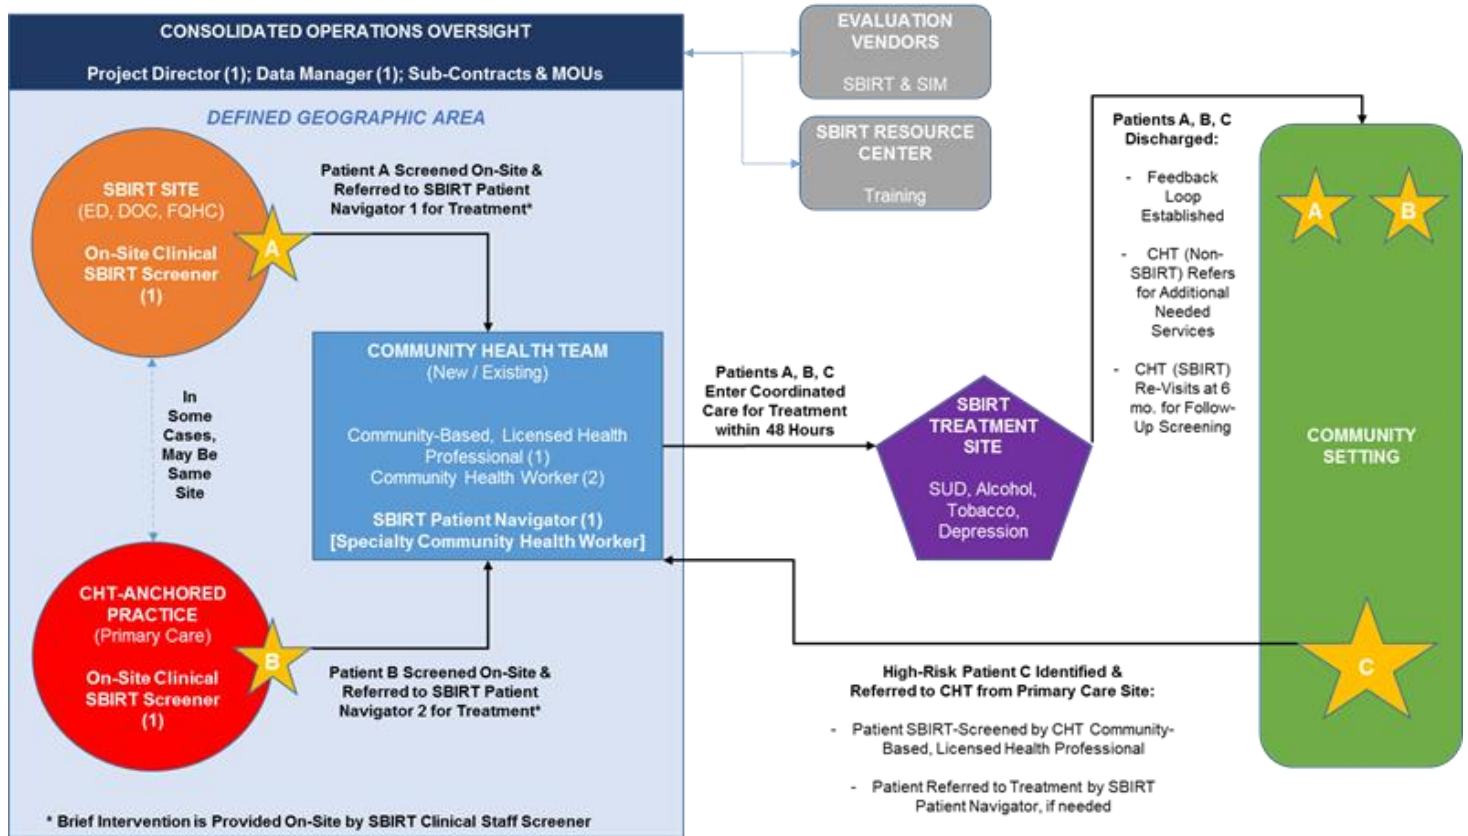 CONSOLIDATED OPERATIONS OVERSIGHT
Project Director (1); Data Manager (1); Sub-Contracts & MOUs
DEFINED GEOGRAPHIC AREA
SBIRT SITE
(ED, DOC, FQHC)
On-Site Clinical
SBIRT Screener
(1)
A
Patient A Screened On-Site &
Referred to SBIRT Patient
Navigator 1 for Treatment*
In
Some
Cases,
May Be
Same
Site
COMMUNITY HEALTH TEAM
(New / Existing)
Community-Based, Licensed Health
Professional (1)
Community Health Worker (2)
SBIRT Patient Navigator (1)
[Specialty Community Health Worker]
CHT-ANCHORED
PRACTICE
(Primary Care)
On-Site Clinical
SBIRT Screener
(1)
B
Patient B Screened On-Site &
Referred to SBIRT Patient
Navigator 2 for Treatment*
* Brief Intervention is Provided On-Site by SBIRT Clinical Staff Screener
EVALUATION
VENDORS
SBIRT & SIM
SBIRT RESOURCE
CENTER
Training
Patients A, B, C
Enter Coordinated
Care for Treatment
within 48 Hours
SBIRT
TREATMENT
SITE
SUD, Alcohol,
Tobacco,
Depression
Patients A, B, C
Discharged:
- Feedback
Loop
Established
- CHT (Non-
SBIRT) Refers
for Additional
Needed
Services
- CHT (SBIRT)
Re-Visits at 6
mo. for Follow-
Up Screening
A B
COMMUNITY
SETTING
C
High-Risk Patient C Identified &
Referred to CHT from Primary Care Site:
- Patient SBIRT-Screened by CHT Community-
Based, Licensed Health Professional
- Patient Referred to Treatment by SBIRT
Patient Navigator, if needed